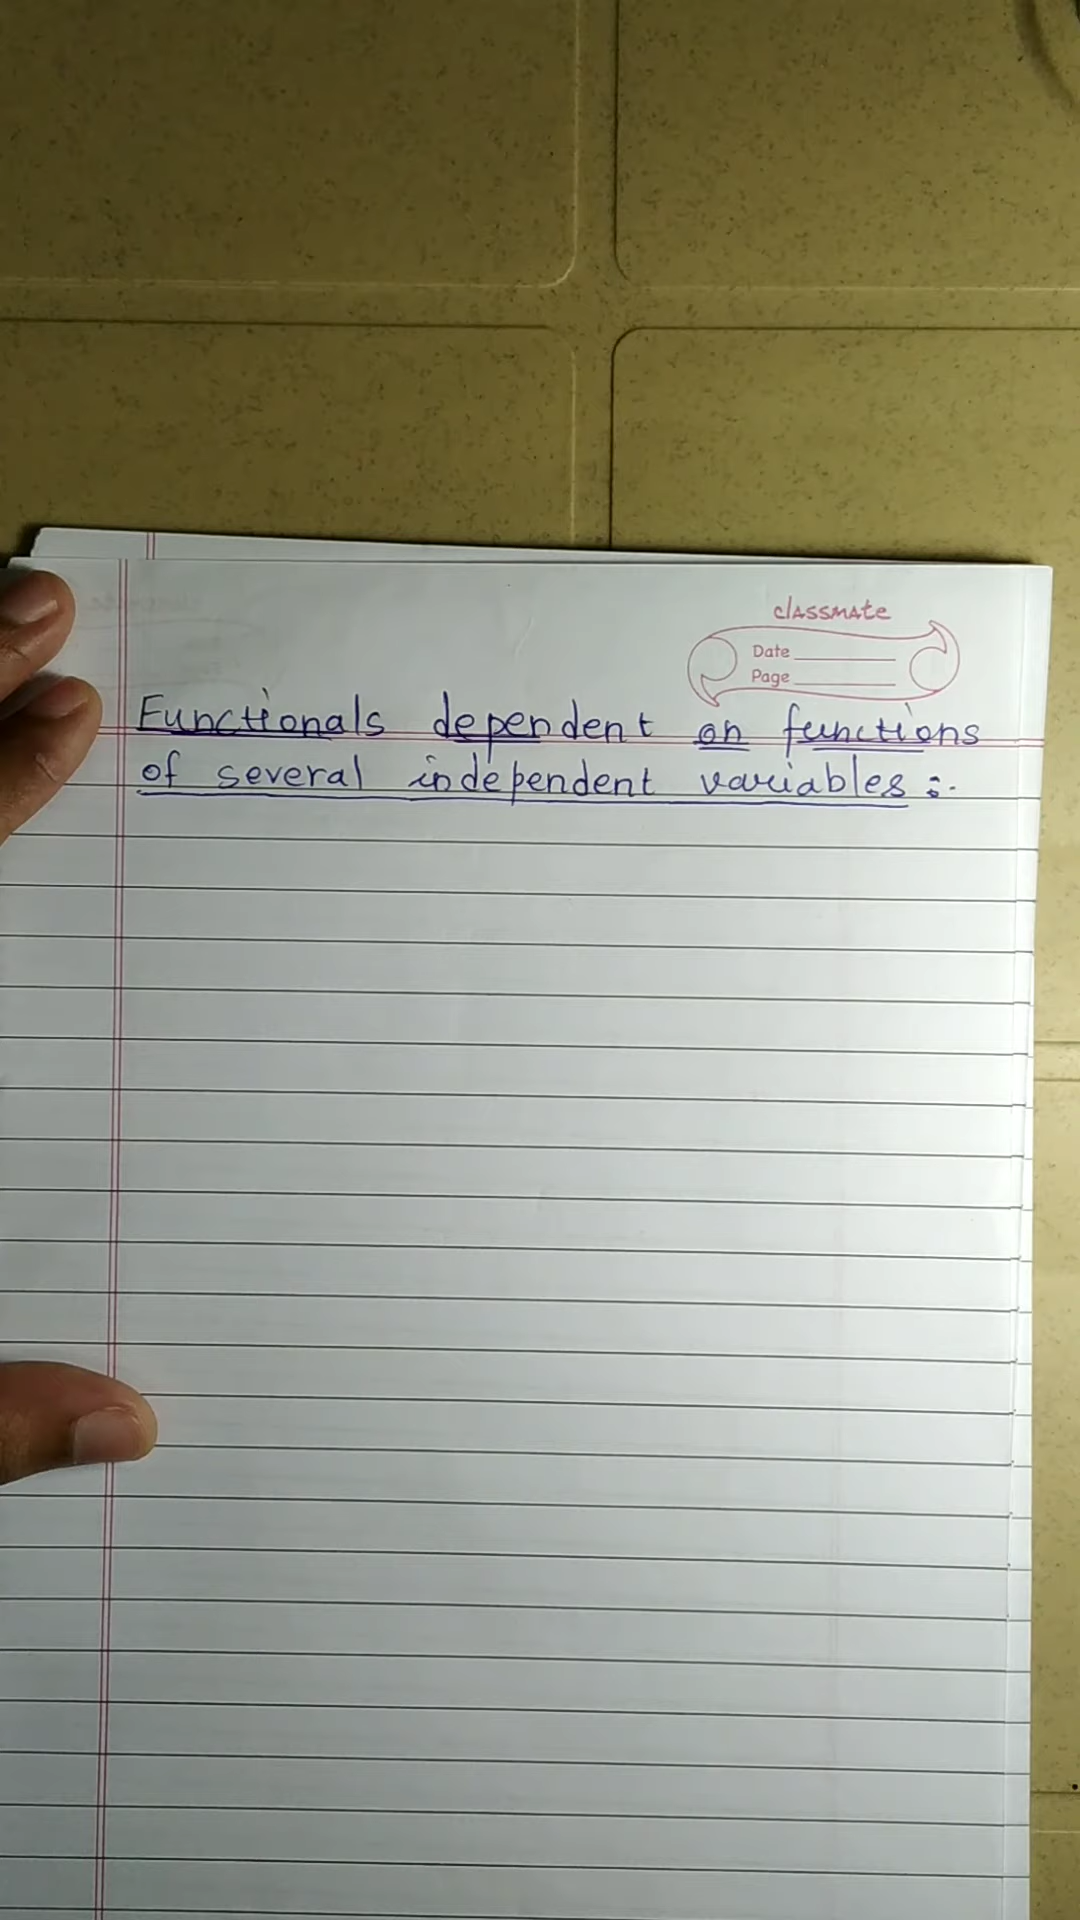 classmate
Date
Page
Functionals dependent on functions
of several independent variables :-